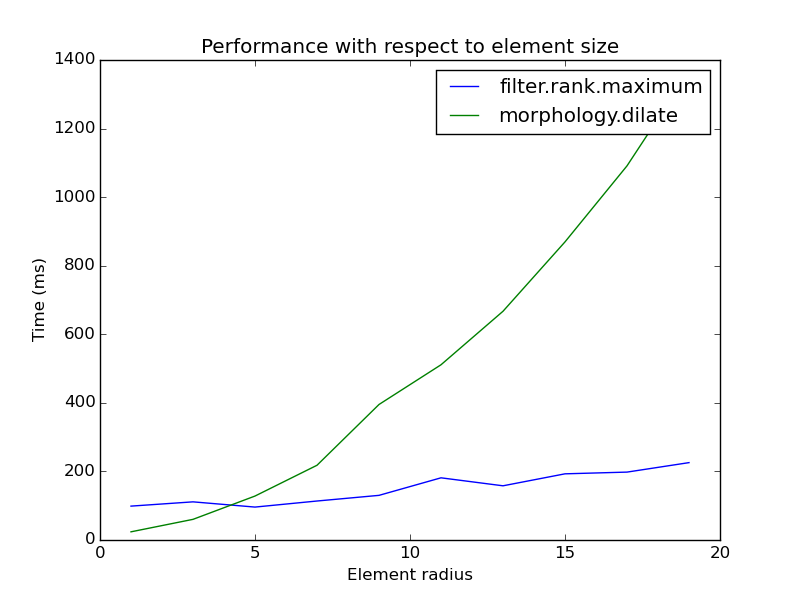 Performance with respect to element size
filter.rank.maximum
morphology.dilate
1400
1200
1000
800
600
400
200
0
Time (ms)
0 5 10 15 20
Element radius